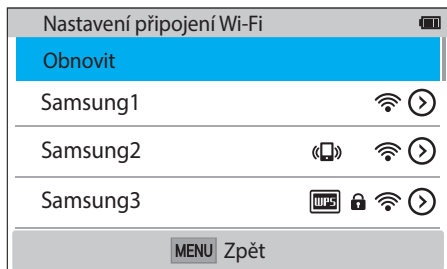 Nastavení připojení Wi-Fi
Obnovit
Samsung1
Samsung2
Samsung3 WPS
MENU Zpět